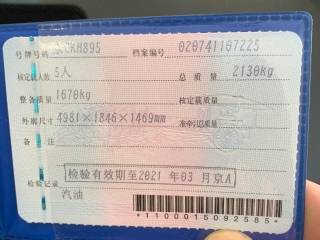 号牌号码 档案编号 020741107225
核定载人数 5人 总质量 2130kg
整备质量 1670kg 核定载质量
外廓尺寸 4981×1846×1469mm 准牵引总质量
备注
检验有效期至2021年03月京A
检验记录
汽油
*1100015092585*